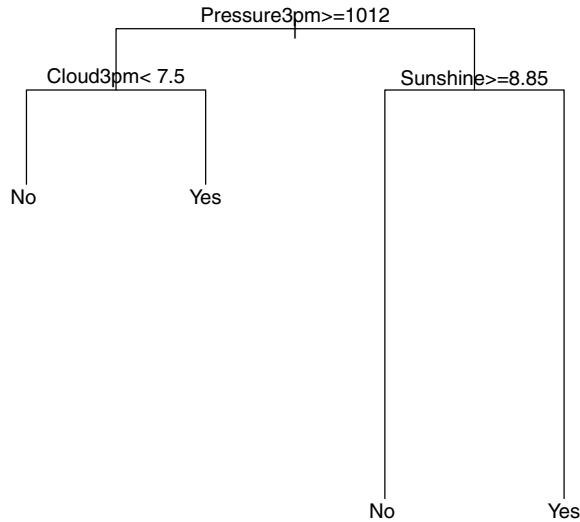 Pressure3pm>=1012
Cloud3pm< 7.5
Sunshine>=8.85
No
Yes
No
Yes